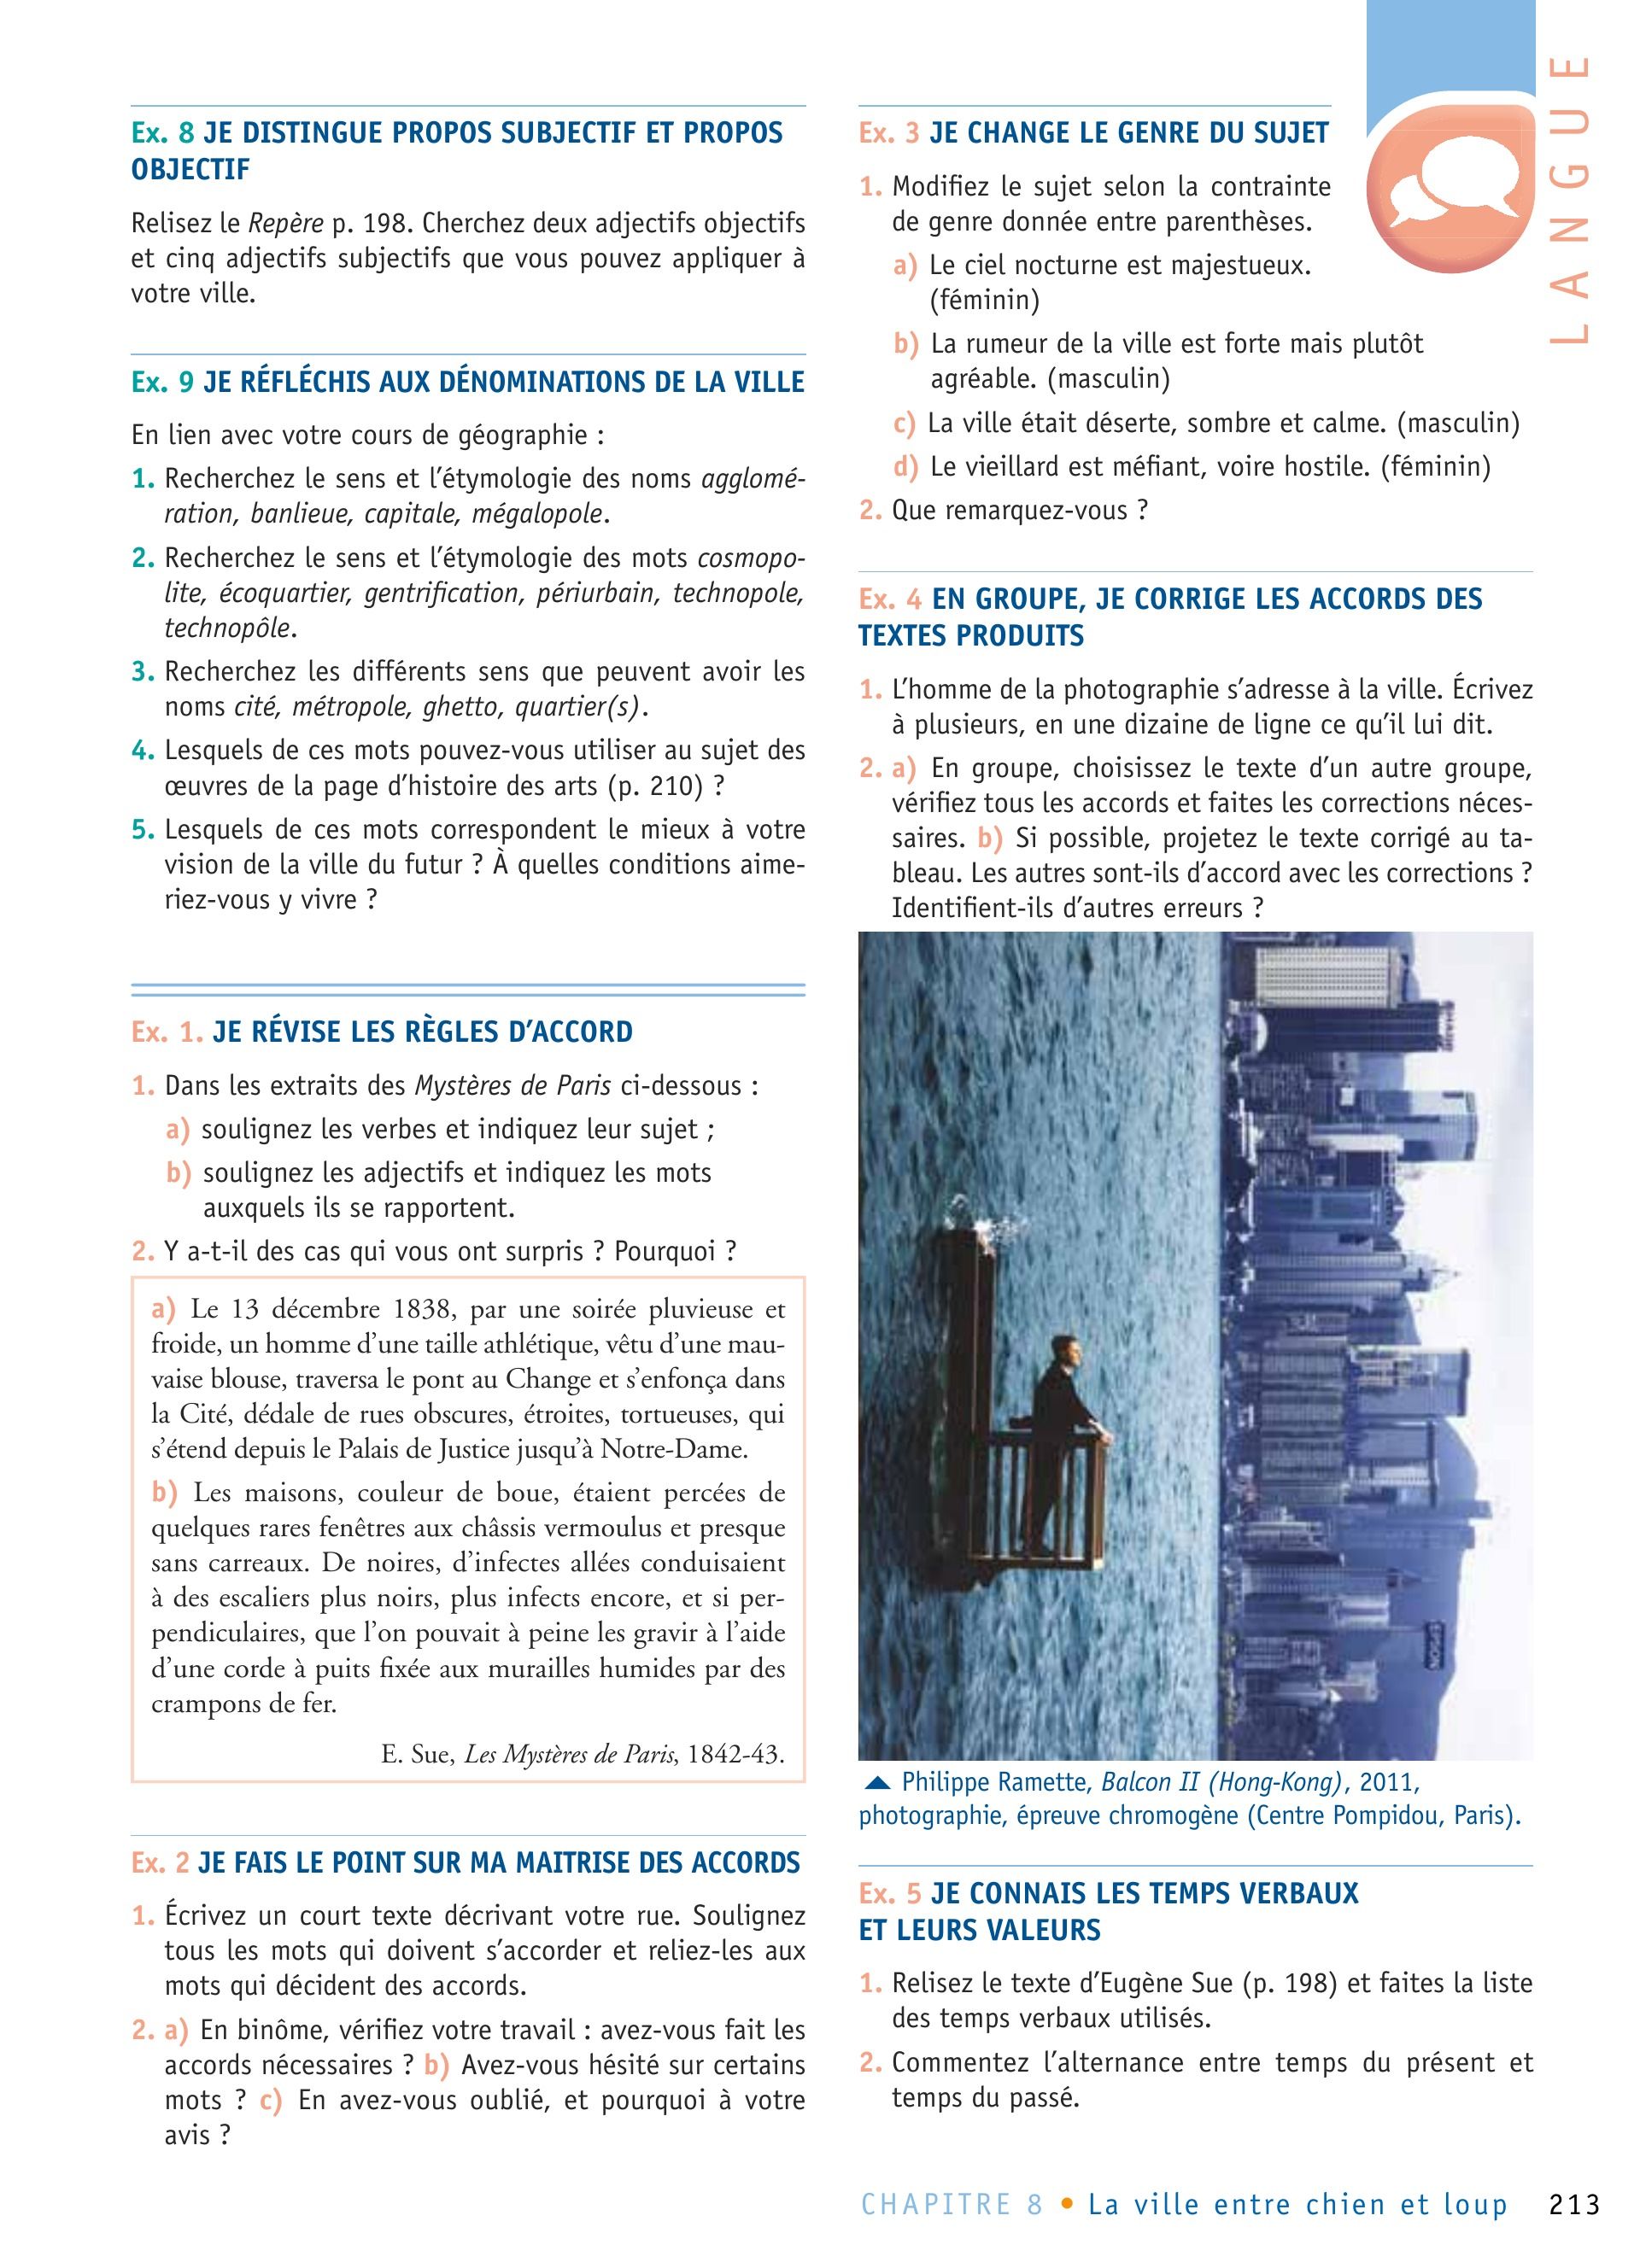 LANGUE
Ex. 8 JE DISTINGUE PROPOS SUBJECTIF ET PROPOS
OBJECTIF
Relisez le Repère p. 198. Cherchez deux adjectifs objectifs
et cinq adjectifs subjectifs que vous pouvez appliquer à
votre ville.
Ex. 9 JE RÉFLÉCHIS AUX DÉNOMINATIONS DE LA VILLE
En lien avec votre cours de géographie :
1. Recherchez le sens et l’étymologie des noms agglomé-
ration, banlieue, capitale, mégalopole.
2. Recherchez le sens et l’étymologie des mots cosmopo-
lite, écoquartier, gentrification, périurbain, technopole,
technopôle.
3. Recherchez les différents sens que peuvent avoir les
noms cité, métropole, ghetto, quartier(s).
4. Lesquels de ces mots pouvez-vous utiliser au sujet des
œuvres de la page d’histoire des arts (p. 210) ?
5. Lesquels de ces mots correspondent le mieux à votre
vision de la ville du futur ? À quelles conditions aime-
riez-vous y vivre ?
Ex. 1. JE RÉVISE LES RÈGLES D’ACCORD
1. Dans les extraits des Mystères de Paris ci-dessous :
a) soulignez les verbes et indiquez leur sujet ;
b) soulignez les adjectifs et indiquez les mots
auxquels ils se rapportent.
2. Y a-t-il des cas qui vous ont surpris ? Pourquoi ?
a) Le 13 décembre 1838, par une soirée pluvieuse et
froide, un homme d’une taille athlétique, vêtu d’une mau-
vaise blouse, traversa le pont au Change et s’enfonça dans
la Cité, dédale de rues obscures, étroites, tortueuses, qui
s’étend depuis le Palais de Justice jusqu’à Notre-Dame.
b) Les maisons, couleur de boue, étaient percées de
quelques rares fenêtres aux châssis vermoulus et presque
sans carreaux. De noires, d’infectes allées conduisaient
à des escaliers plus noirs, plus infects encore, et si per-
pendiculaires, que l’on pouvait à peine les gravir à l’aide
d’une corde à puits fixée aux murailles humides par des
crampons de fer.
E. Sue, Les Mystères de Paris, 1842-43.
Ex. 2 JE FAIS LE POINT SUR MA MAITRISE DES ACCORDS
1. Écrivez un court texte décrivant votre rue. Soulignez
tous les mots qui doivent s’accorder et reliez-les aux
mots qui décident des accords.
2. a) En binôme, vérifiez votre travail : avez-vous fait les
accords nécessaires ? b) Avez-vous hésité sur certains
mots ? c) En avez-vous oublié, et pourquoi à votre
avis ?
Ex. 3 JE CHANGE LE GENRE DU SUJET
1. Modifiez le sujet selon la contrainte
de genre donnée entre parenthèses.
a) Le ciel nocturne est majestueux.
(féminin)
b) La rumeur de la ville est forte mais plutôt
agréable. (masculin)
c) La ville était déserte, sombre et calme. (masculin)
d) Le vieillard est méfiant, voire hostile. (féminin)
2. Que remarquez-vous ?
Ex. 4 EN GROUPE, JE CORRIGE LES ACCORDS DES
TEXTES PRODUITS
1. L’homme de la photographie s’adresse à la ville. Écrivez
à plusieurs, en une dizaine de ligne ce qu’il lui dit.
2. a) En groupe, choisissez le texte d’un autre groupe,
vérifiez tous les accords et faites les corrections néces-
saires. b) Si possible, projetez le texte corrigé au ta-
bleau. Les autres sont-ils d’accord avec les corrections ?
Identifient-ils d’autres erreurs ?
EPSON
Philippe Ramette, Balcon II (Hong-Kong), 2011,
photographie, épreuve chromogène (Centre Pompidou, Paris).
Ex. 5 JE CONNAIS LES TEMPS VERBAUX
ET LEURS VALEURS
1. Relisez le texte d’Eugène Sue (p. 198) et faites la liste
des temps verbaux utilisés.
2. Commentez l’alternance entre temps du présent et
temps du passé.
CHAPITRE 8 • La ville entre chien et loup 213